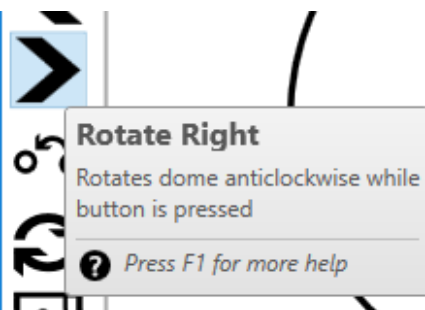 Rotate Right
Rotates dome anticlockwise while
button is pressed
? Press F1 for more help